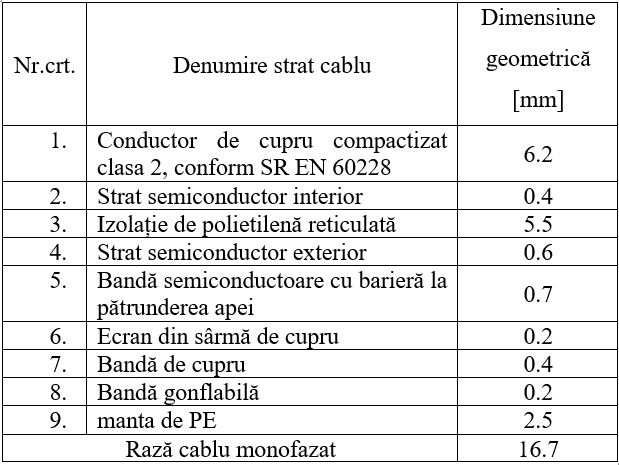 Nr.crt. Denumire strat cablu Dimensiune geometrică [mm]
1. Conductor de cupru compactizat
clasa 2, conform SR EN 60228 6.2
2. Strat semiconductor interior 0.4
3. Izolație de polietilenă reticulată 5.5
4. Strat semiconductor exterior 0.6
5. Bandă semiconductoare cu barieră la
pătrunderea apei 0.7
6. Ecran din sârmă de cupru 0.2
7. Bandă de cupru 0.4
8. Bandă gonflabilă 0.2
9. manta de PE 2.5
Rază cablu monofazat 16.7